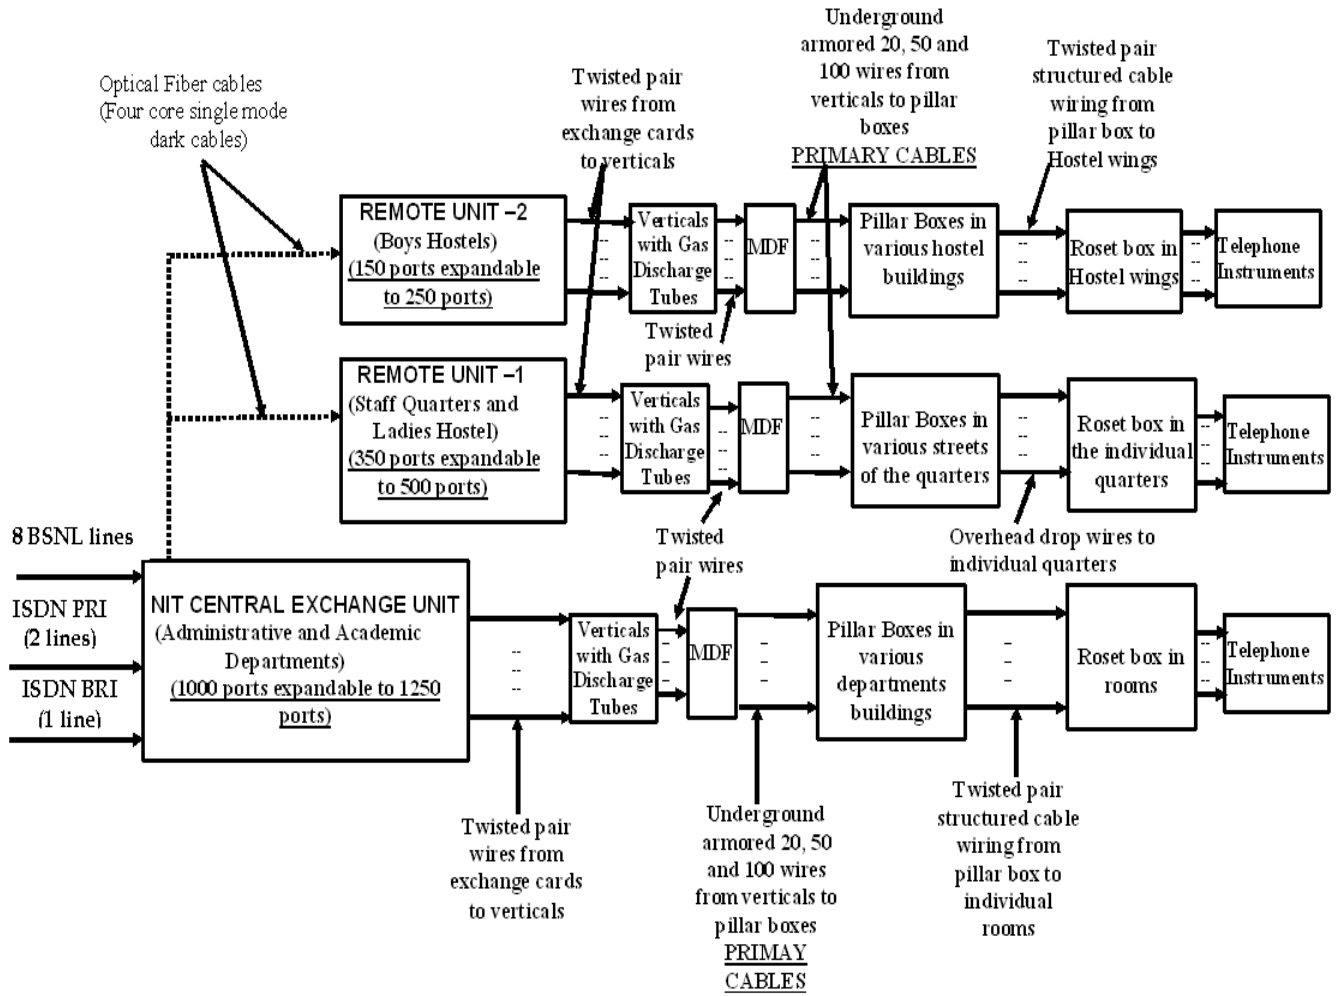 Optical Fiber cables
(Four core single mode
dark cables)
Twisted pair
wires from
exchange cards
to verticals
Underground
armored 20, 50 and
100 wires from
verticals to pillar
boxes
PRIMARY CABLES
Twisted pair
structured cable
wiring from
pillar box to
Hostel wings
REMOTE UNIT –2
(Boys Hostels)
(150 ports expandable
to 250 ports)
Verticals
with Gas
Discharge
Tubes
MDF
Pillar Boxes in
various hostel
buildings
Roset box in
Hostel wings
Telephone
Instruments
Twisted
pair wires
REMOTE UNIT –1
(Staff Quarters and
Ladies Hostel)
(350 ports expandable
to 500 ports)
Verticals
with Gas
Discharge
Tubes
MDF
Pillar Boxes in
various streets
of the quarters
Roset box in
the individual
quarters
Telephone
Instruments
Twisted
pair wires
Overhead drop wires to
individual quarters
8 BSNL lines
ISDN PRI
(2 lines)
ISDN BRI
(1 line)
NIT CENTRAL EXCHANGE UNIT
(Administrative and Academic
Departments)
(1000 ports expandable to 1250
ports)
Verticals
with Gas
Discharge
Tubes
MDF
Pillar Boxes in
various
departments
buildings
Roset box in
rooms
Telephone
Instruments
Twisted pair
wires from
exchange cards
to verticals
Underground
armored 20, 50
and 100 wires
from verticals to
pillar boxes
PRIMAY
CABLES
Twisted pair
structured cable
wiring from
pillar box to
individual
rooms